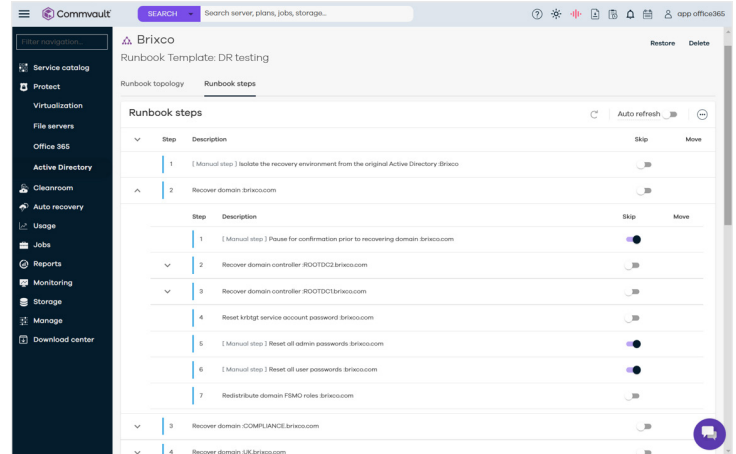 Commvault
SEARCH
Search server, plans, jobs, storage...
app office365
Filter navigation...
Service catalog
Protect
Virtualization
File servers
Office 365
Active Directory
Cleanroom
Auto recovery
Usage
Jobs
Reports
Monitoring
Storage
Manage
Download center
Brixco
Restore Delete
Runbook Template: DR testing
Runbook topology Runbook steps
Runbook steps
Auto refresh
Step Description Skip Move
1 [ Manual step ] Isolate the recovery environment from the original Active Directory :Brixco
2 Recover domain :brixco.com
Step Description Skip Move
1 [ Manual step ] Pause for confirmation prior to recovering domain :brixco.com
2 Recover domain controller :ROOTDC2.brixco.com
3 Recover domain controller :ROOTDC1.brixco.com
4 Reset krbtgt service account password :brixco.com
5 [ Manual step ] Reset all admin passwords :brixco.com
6 [ Manual step ] Reset all user passwords :brixco.com
7 Redistribute domain FSMO roles :brixco.com
3 Recover domain :COMPLIANCE.brixco.com
4 Recover domain :UK.brixco.com